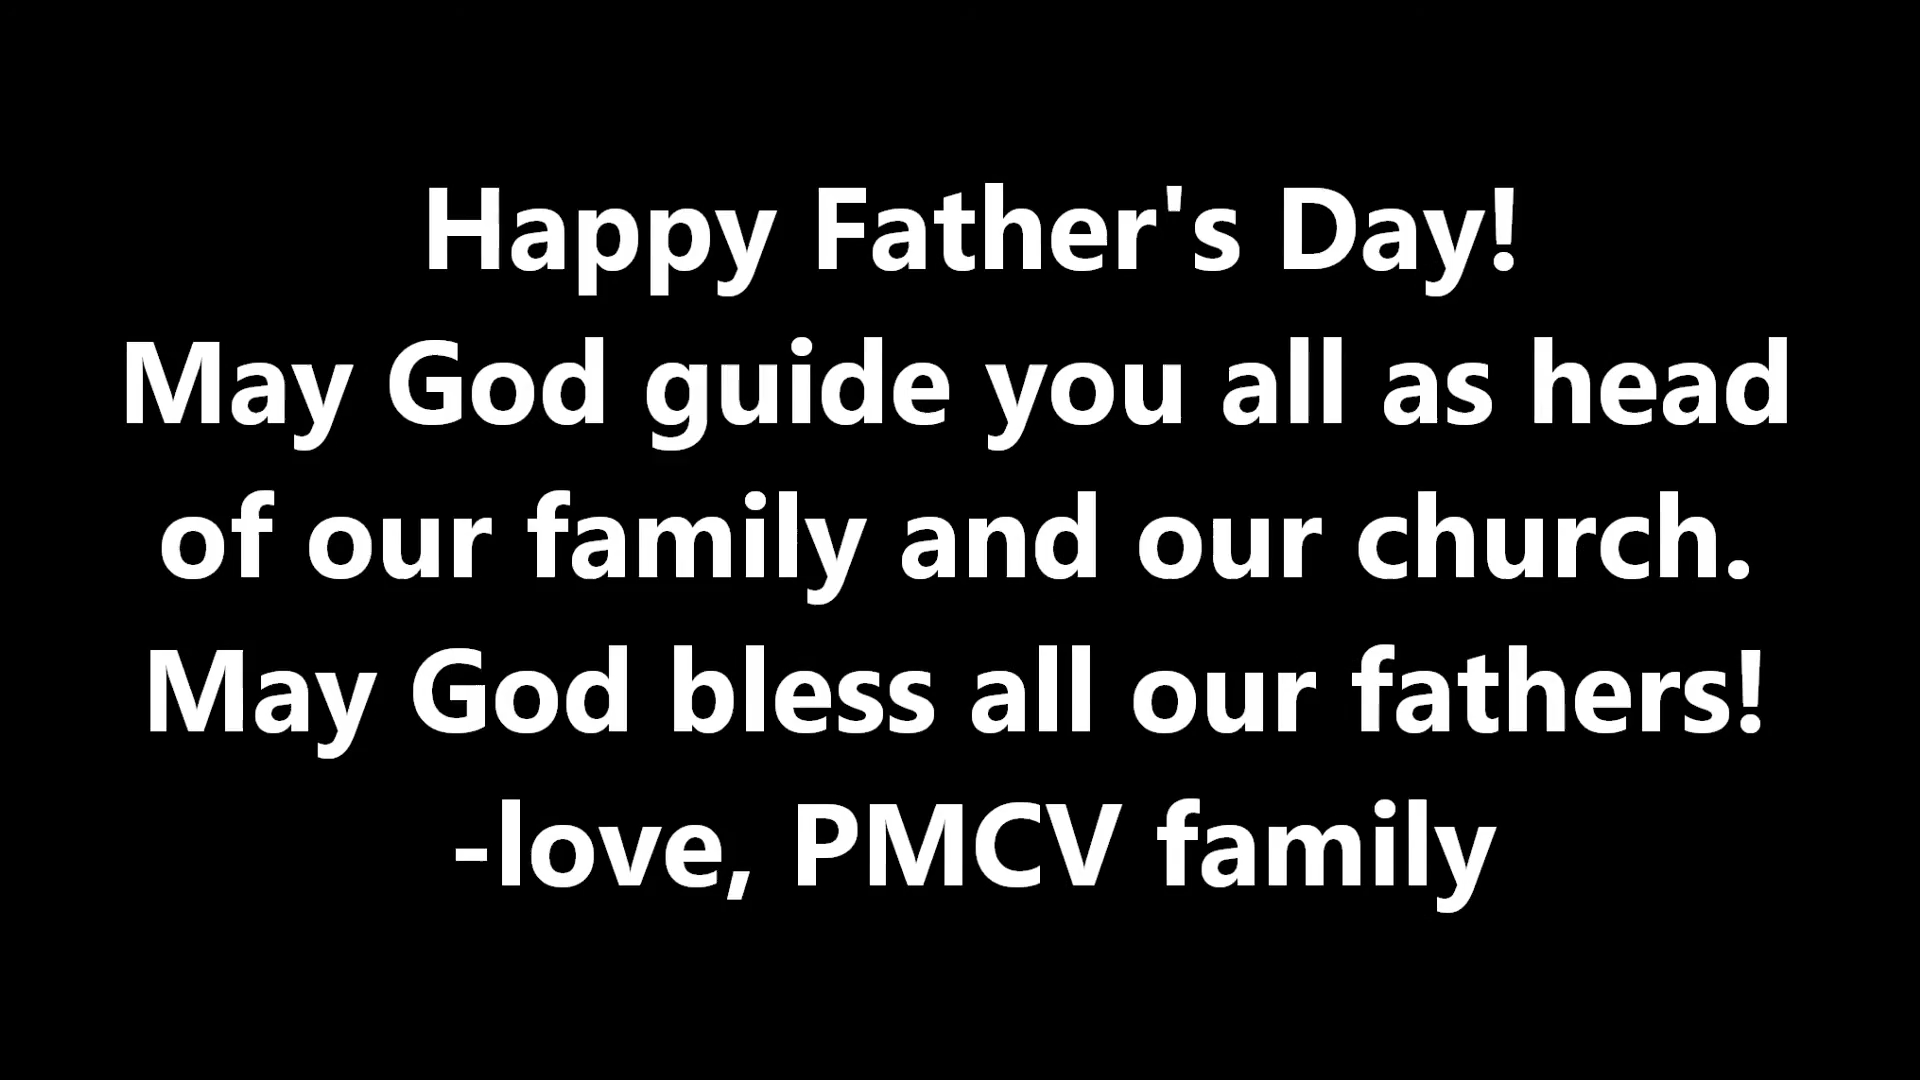 Happy Father's Day!
May God guide you all as head
of our family and our church.
May God bless all our fathers!
-love, PMCV family